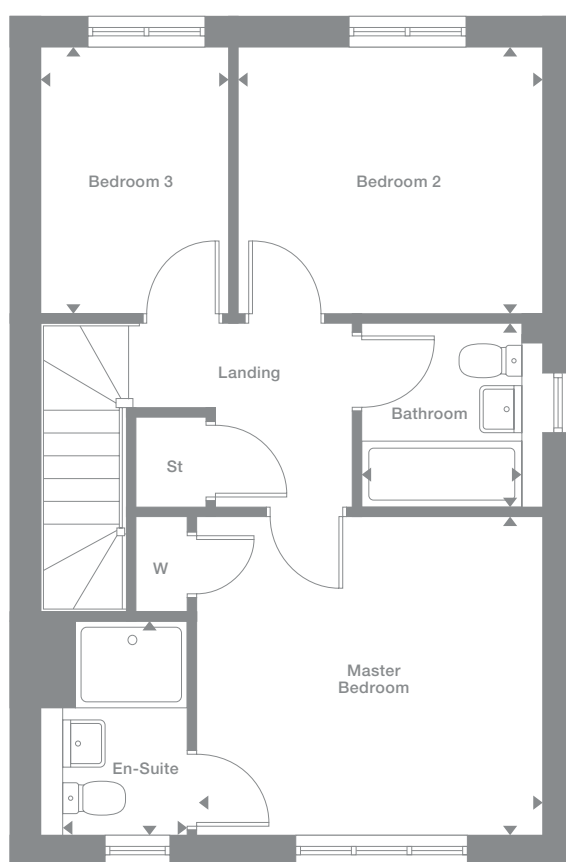 Bedroom 3
Bedroom 2
Landing
Bathroom
St
W
Master
Bedroom
En-Suite